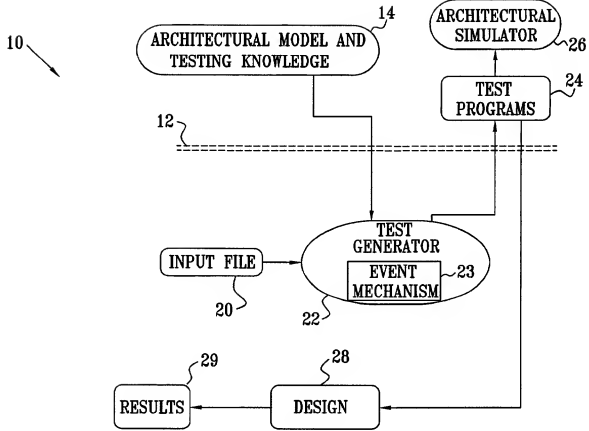 10
ARCHITECTURAL MODEL AND
TESTING KNOWLEDGE
14
ARCHITECTURAL
SIMULATOR
26
TEST
PROGRAMS
24
12
TEST
GENERATOR
INPUT FILE
20
EVENT
MECHANISM
23
22
29
28
RESULTS
DESIGN